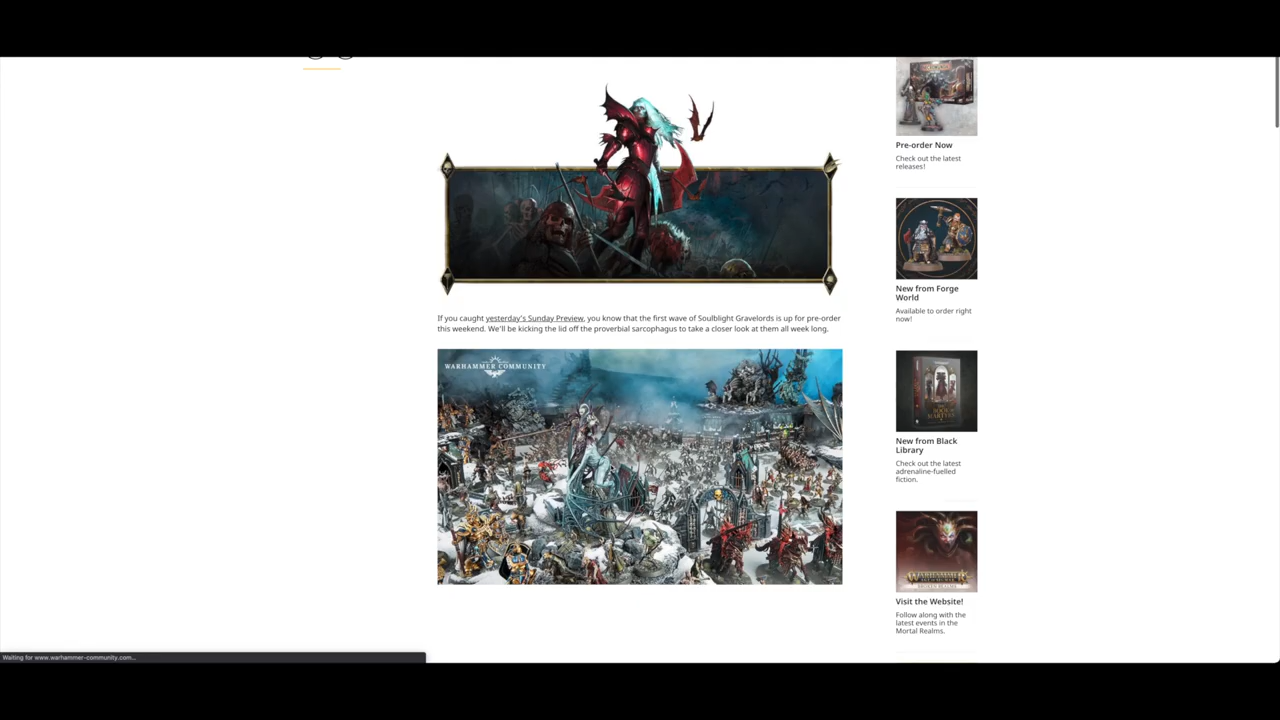 If you caught yesterday's Sunday Preview, you know that the first wave of Soulblight Gravelords is up for pre-order
this weekend. We'll be kicking the lid off the proverbial sarcophagus to take a closer look at them all week long.
WARHAMMER COMMUNITY
Pre-order Now
Check out the latest
releases!
New from Forge
World
Available to order right
now!
New from Black
Library
Check out the latest
adrenaline-fuelled
fiction.
WARHAMMER
Visit the Website!
Follow along with the
latest events in the
Mortal Realms.
Waiting for www.warhammer-community.com...